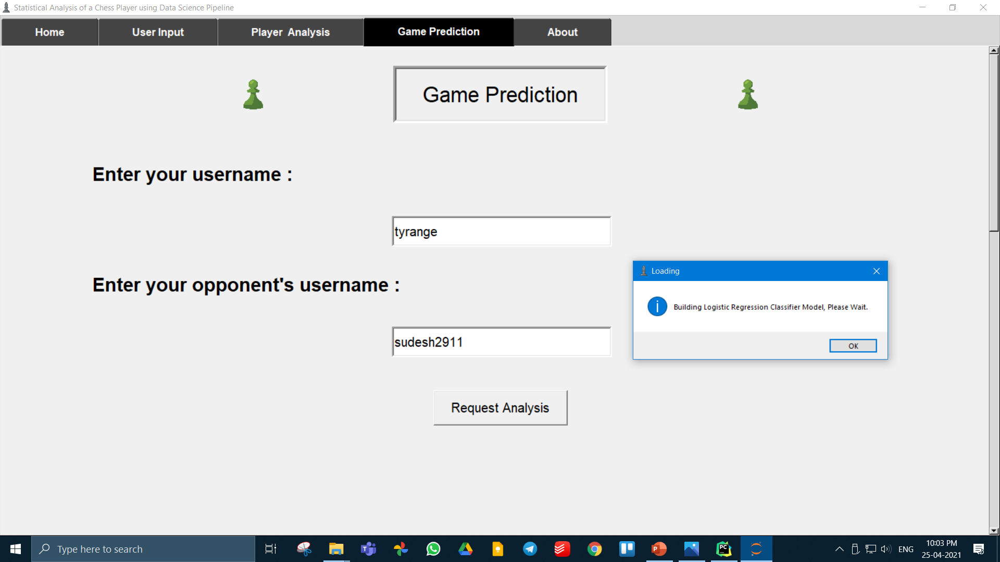 Statistical Analysis of a Chess Player using Data Science Pipeline
Home
User Input
Player Analysis
Game Prediction
About
Game Prediction
Enter your username :
tyrange
Enter your opponent's username :
sudesh2911
Loading
Building Logistic Regression Classifier Model, Please Wait.
OK
Request Analysis
Type here to search
T
P
PC
ENG
10:03 PM
25-04-2021